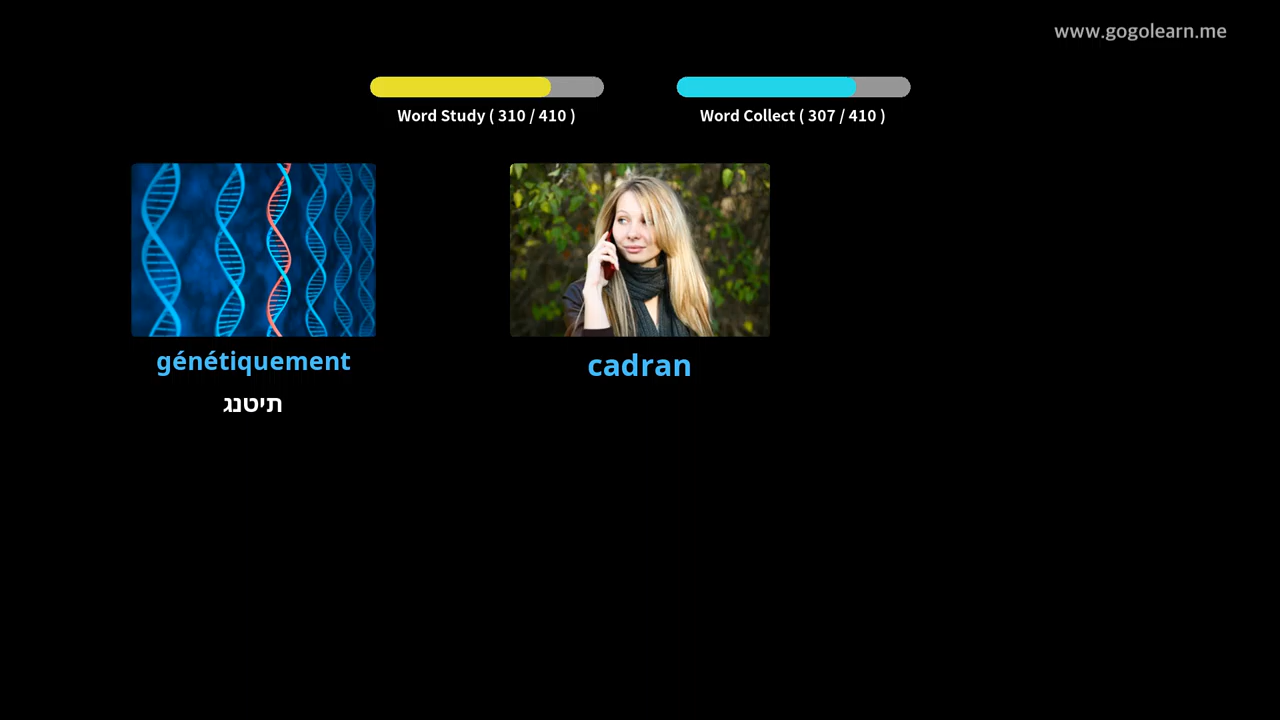 www.gogolearn.me
Word Study ( 310 / 410 )
Word Collect ( 307 / 410 )
génétiquement
תיטנג
cadran